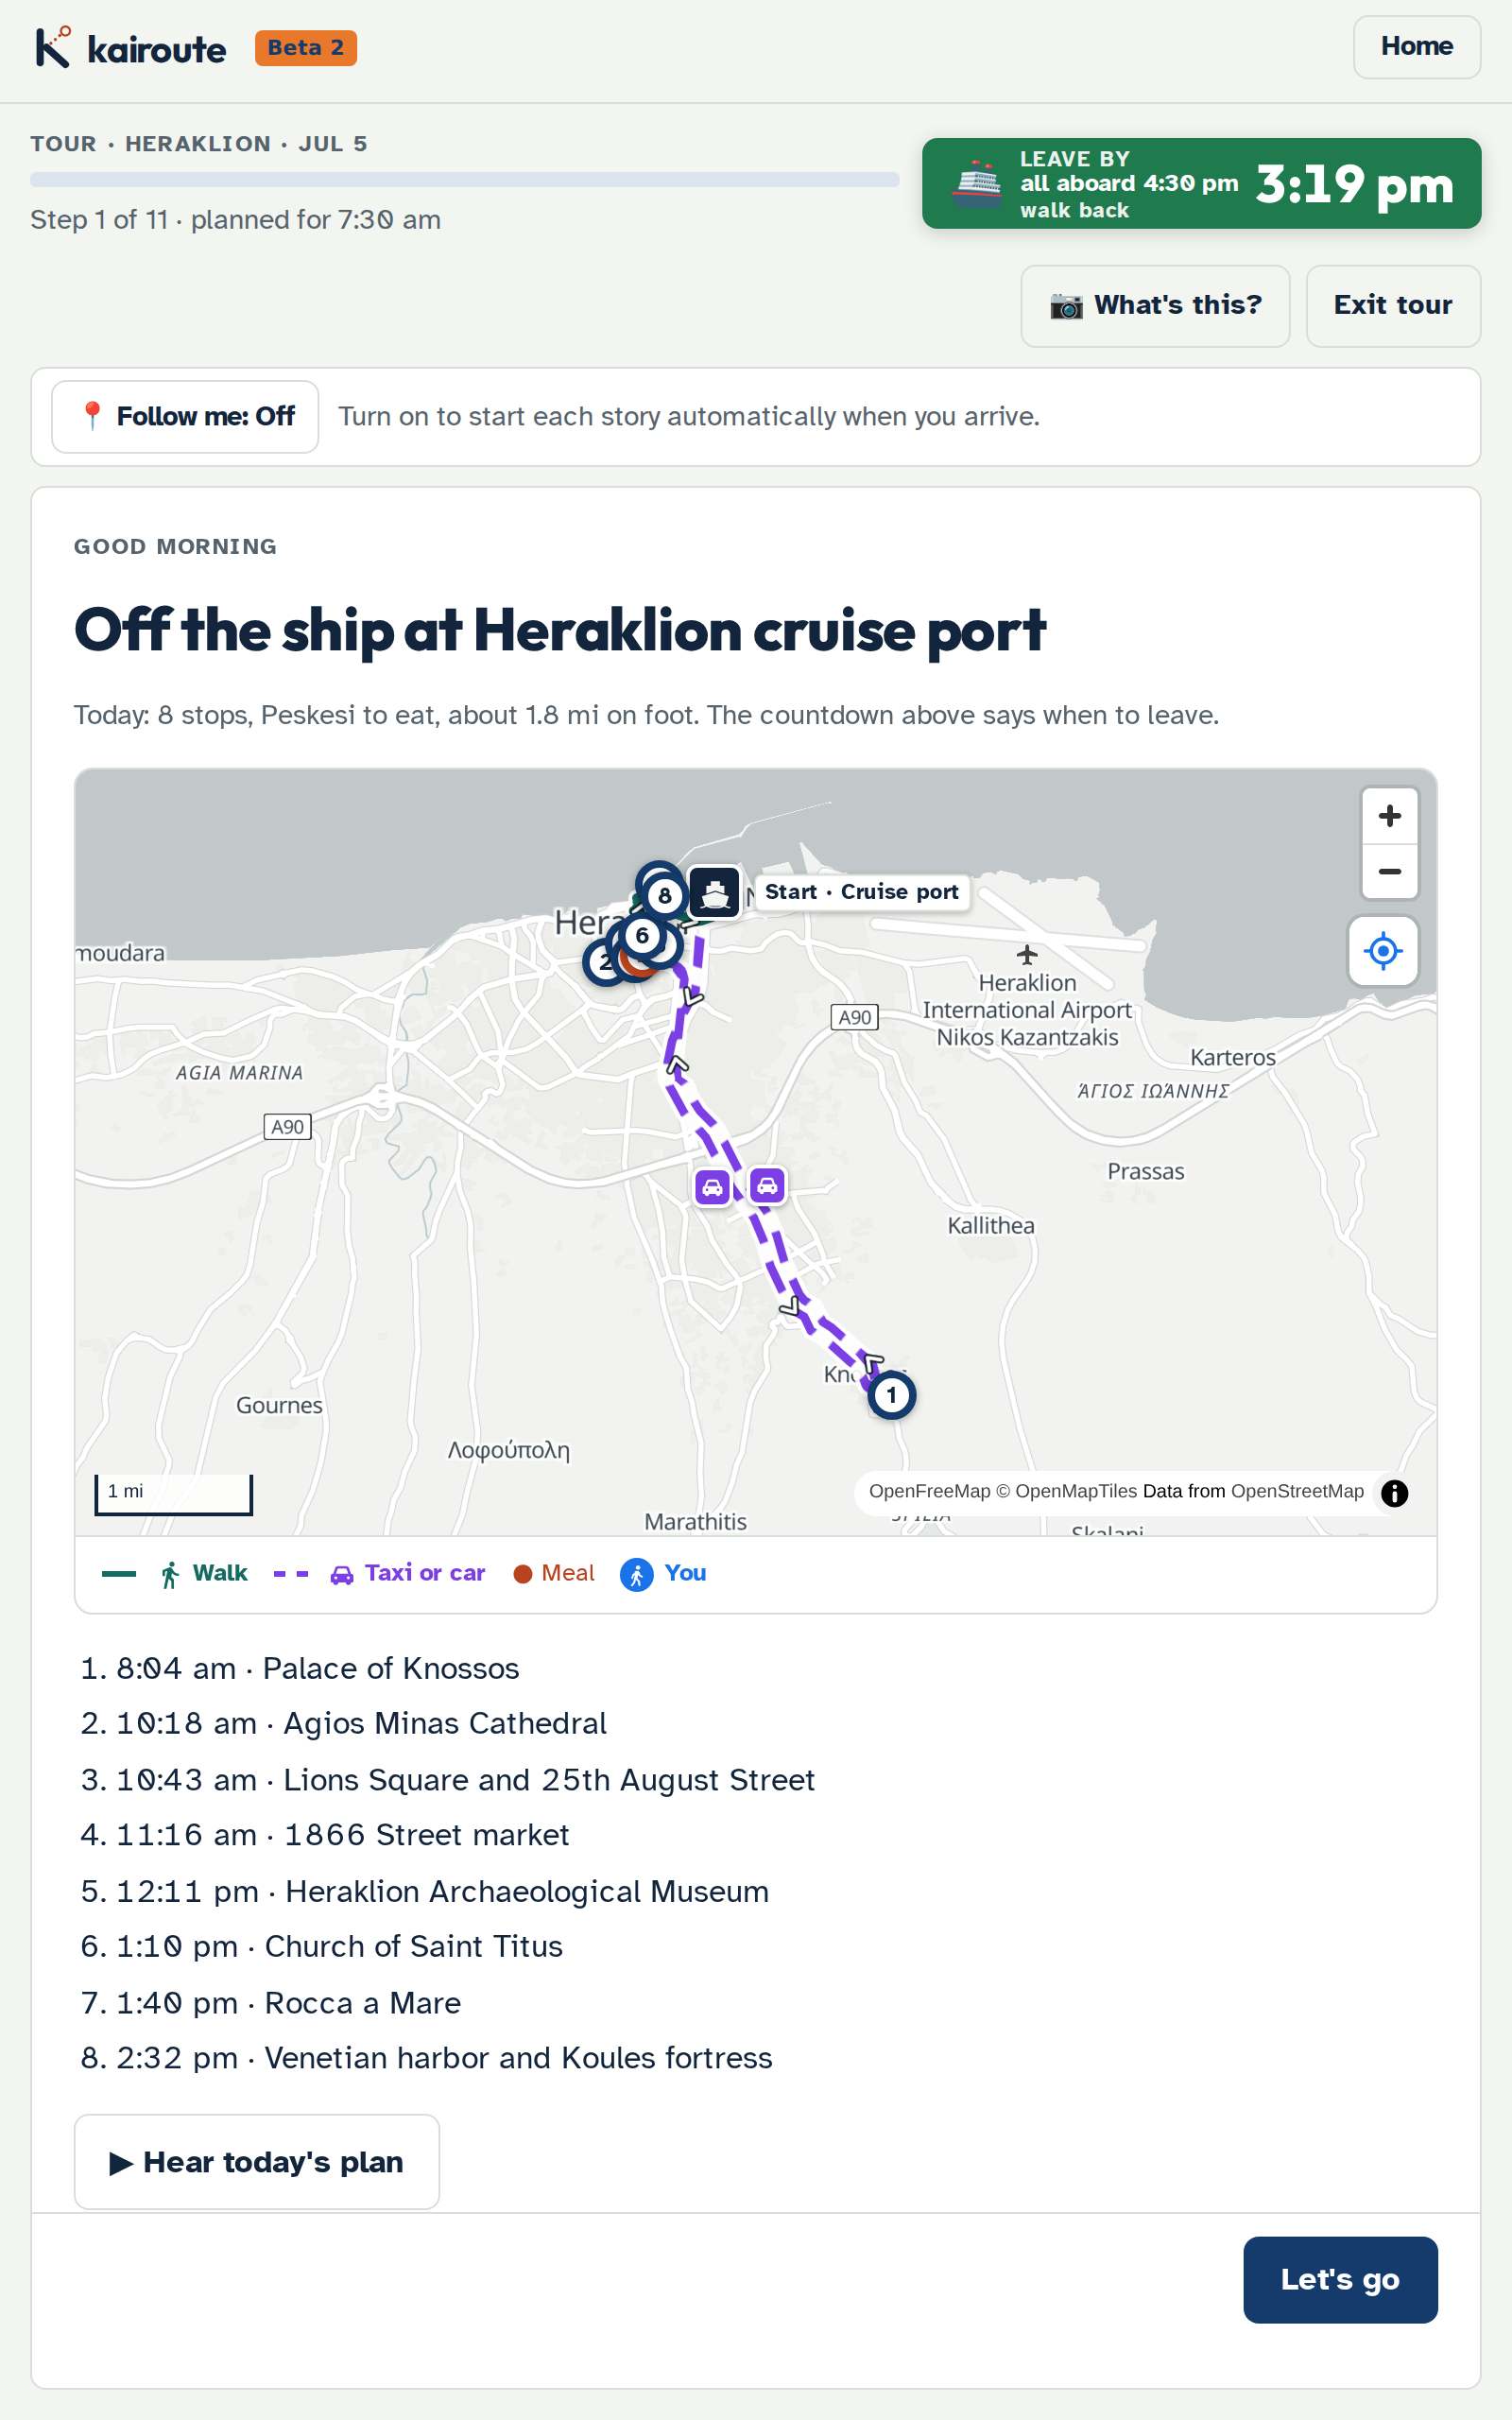 kairoute
Beta 2
Home
TOUR · HERAKLION · JUL 5
Step 1 of 11 · planned for 7:30 am
LEAVE BY
all aboard 4:30 pm
walk back
3:19 pm
📷 What's this?
Exit tour
📍 Follow me: Off
Turn on to start each story automatically when you arrive.
GOOD MORNING
Off the ship at Heraklion cruise port
Today: 8 stops, Peskesi to eat, about 1.8 mi on foot. The countdown above says when to leave.
+
−
8
Start · Cruise port
6
2
moudara
Heraklion
International Airport
Nikos Kazantzakis
A90
Karteros
AGIA MARINA
ΆΓΙΟΣ ΙΩΆΝΝΗΣ
A90
Prassas
Kallithea
1
Gournes
Λοφούπολη
1 mi
OpenFreeMap © OpenMapTiles Data from OpenStreetMap
Marathitis
Skalani
Walk
Taxi or car
Meal
You
1. 8:04 am · Palace of Knossos
2. 10:18 am · Agios Minas Cathedral
3. 10:43 am · Lions Square and 25th August Street
4. 11:16 am · 1866 Street market
5. 12:11 pm · Heraklion Archaeological Museum
6. 1:10 pm · Church of Saint Titus
7. 1:40 pm · Rocca a Mare
8. 2:32 pm · Venetian harbor and Koules fortress
▶ Hear today's plan
Let's go